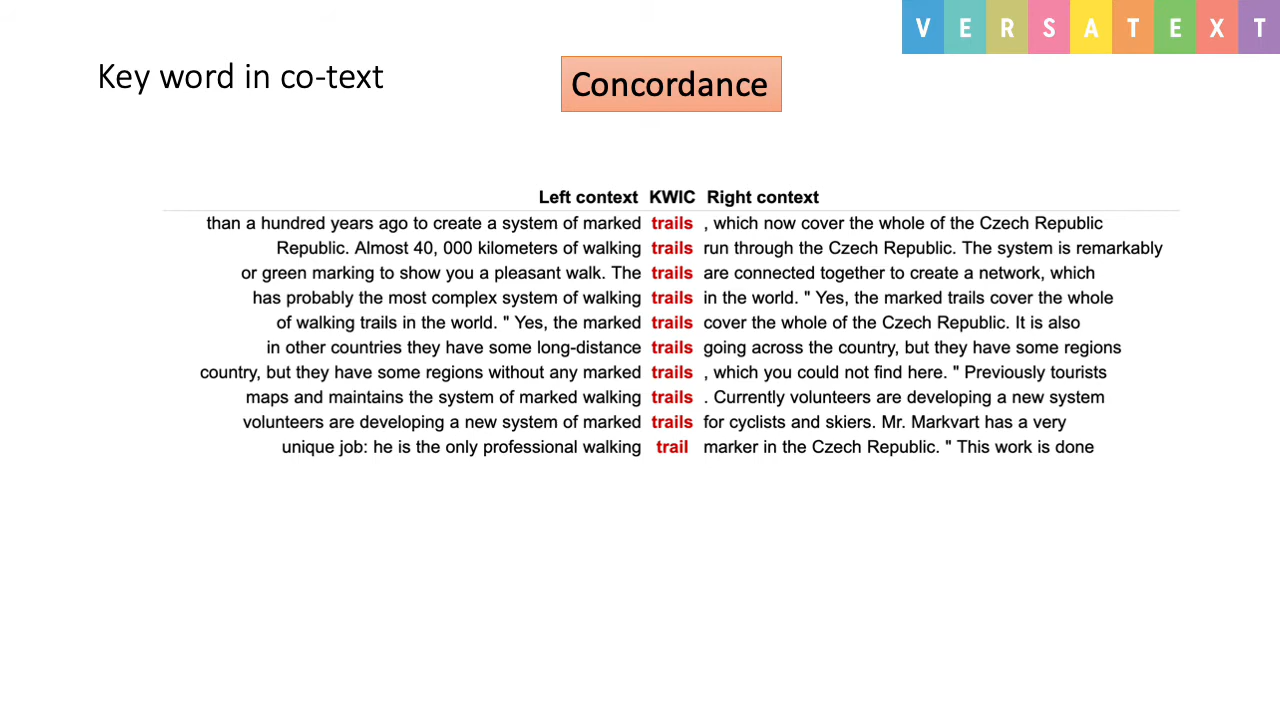 VERSATEXT
Key word in co-text
Concordance
Left context KWIC Right context
than a hundred years ago to create a system of marked trails , which now cover the whole of the Czech Republic
Republic. Almost 40, 000 kilometers of walking trails run through the Czech Republic. The system is remarkably
or green marking to show you a pleasant walk. The trails are connected together to create a network, which
has probably the most complex system of walking trails in the world. " Yes, the marked trails cover the whole
of walking trails in the world. " Yes, the marked trails cover the whole of the Czech Republic. It is also
in other countries they have some long-distance trails going across the country, but they have some regions
country, but they have some regions without any marked trails , which you could not find here. " Previously tourists
maps and maintains the system of marked walking trails . Currently volunteers are developing a new system
volunteers are developing a new system of marked trails for cyclists and skiers. Mr. Markvart has a very
unique job: he is the only professional walking trail marker in the Czech Republic. " This work is done